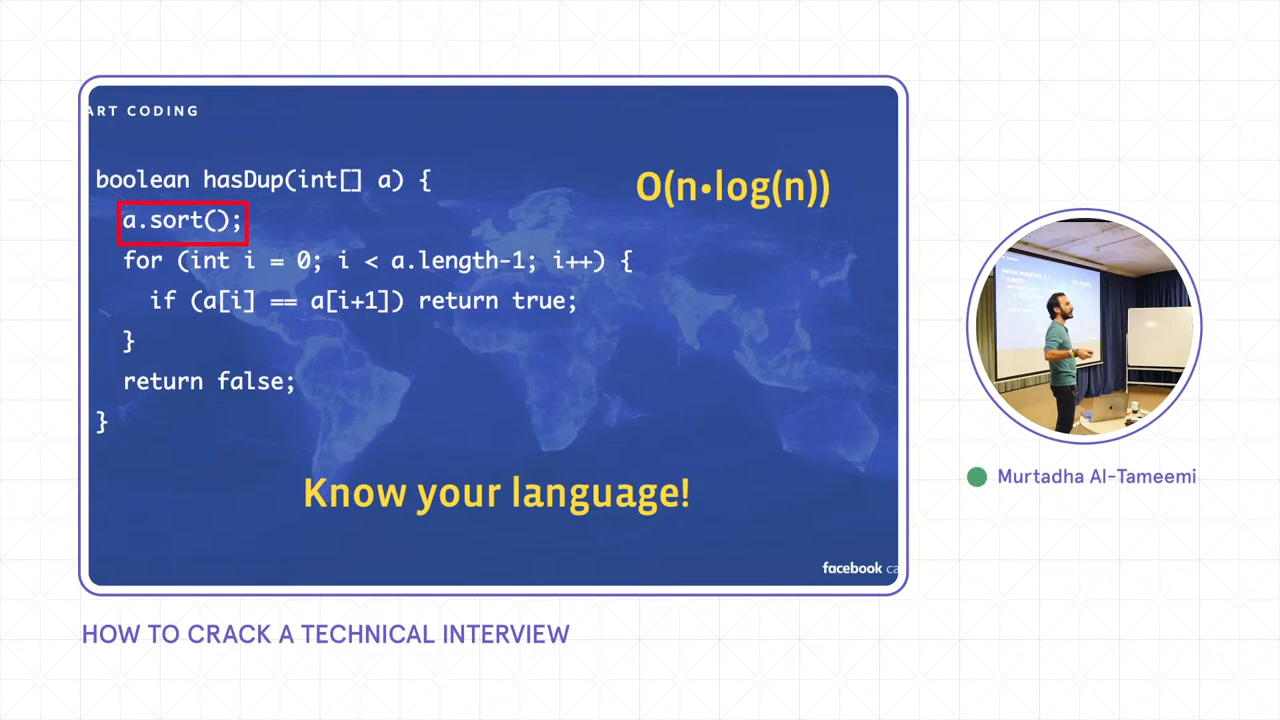 ART CODING
boolean hasDup(int[] a) {
O(n•log(n))
a.sort();
for (int i = 0; i < a.length-1; i++) {
if (a[i] == a[i+1]) return true;
}
return false;
}
Know your language!
facebook ca
Murtadha Al-Tameemi
HOW TO CRACK A TECHNICAL INTERVIEW